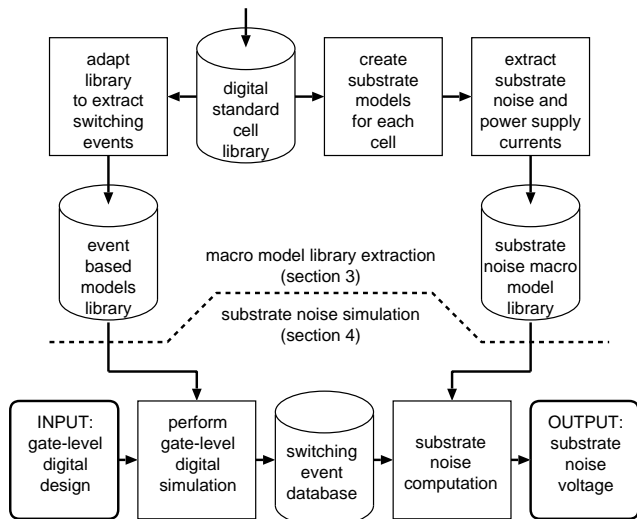 adapt
library
to extract
switching
events
digital
standard
cell
library
create
substrate
models
for each
cell
extract
substrate
noise and
power supply
currents
event
based
models
library
macro model library extraction
(section 3)
substrate
noise macro
model
library
substrate noise simulation
(section 4)
INPUT:
gate-level
digital
design
perform
gate-level
digital
simulation
switching
event
database
substrate
noise
computation
OUTPUT:
substrate
noise
voltage